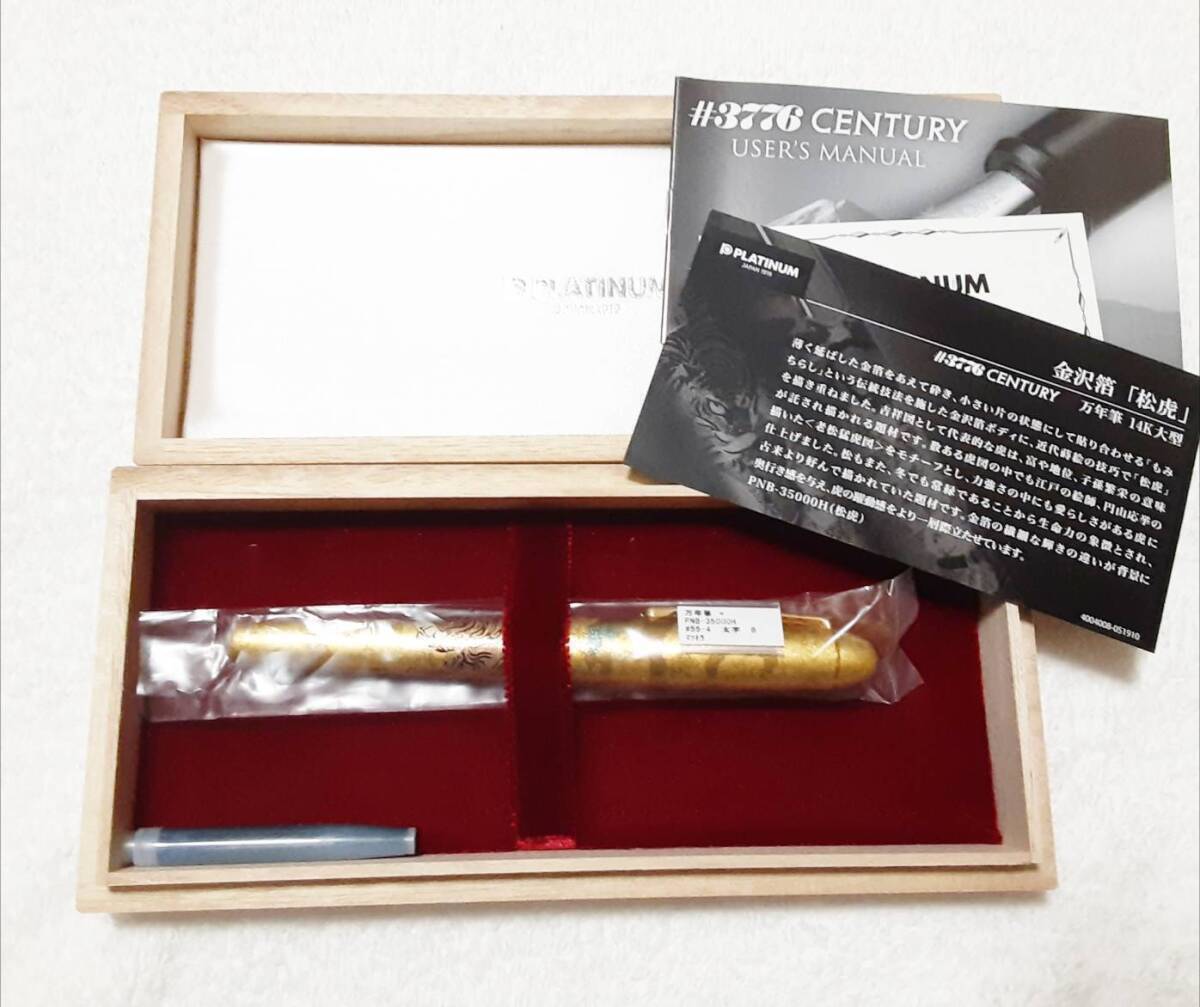 #3776 CENTURY
USER'S MANUAL
PLATINUM
JAPAN 1919
NUM
PLATINUM
JAPAN 1919
#3776 CENTURY
金沢箔「松虎」
万年筆 14K大型
薄く延ばした金箔をあえて砕き、小さい片の状態にして貼り合わせる「もみ
ちらし」という伝統技法を施した金沢箔ボディに、近代蒔絵の技巧で「松虎」
を描き重ねました。吉祥図として代表的な虎は、富や地位、子孫繁栄の意味
が託され描かれる題材です。数ある虎図の中でも江戸の絵師、円山応挙の
描いた<老松猛虎図>をモチーフとし、力強さの中にも愛らしさがある虎に
仕上げました。松もまた、冬でも常緑であることから生命力の象徴とされ、
古来より好んで描かれていた題材です。金箔の繊細な輝きの違いが背景に
奥行き感を与え、虎の躍動感をより一層際立たせています。
PNB-35000H(松虎)
4004008-051910
万年筆
PNB-35000H
#55-4 太字 B
マツトラ